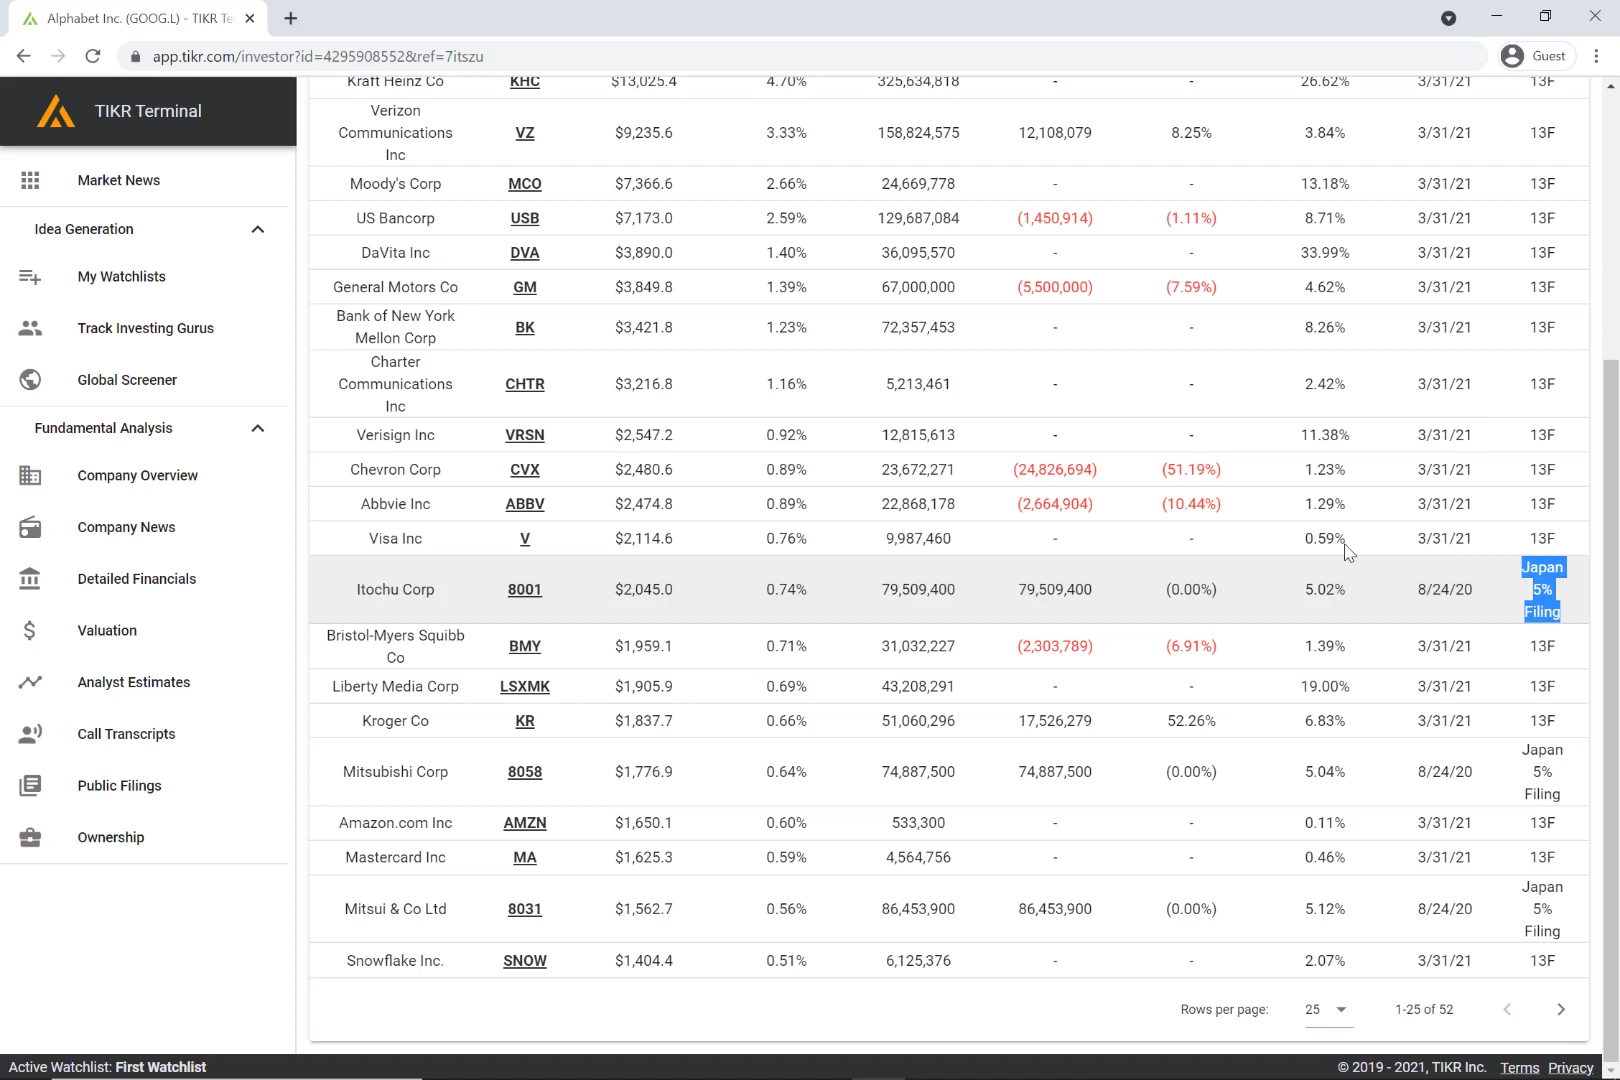 Alphabet Inc. (GOOG.L) - TIKR Te
app.tikr.com/investor?id=4295908552&ref=7itszu
Guest
TIKR Terminal
Market News
Idea Generation
My Watchlists
Track Investing Gurus
Global Screener
Fundamental Analysis
Company Overview
Company News
Detailed Financials
Valuation
Analyst Estimates
Call Transcripts
Public Filings
Ownership
Kraft Heinz Co KHC $13,025.4 4.70% 325,634,818 - - 26.62% 3/31/21 13F
Verizon
Communications
Inc
VZ $9,235.6 3.33% 158,824,575 12,108,079 8.25% 3.84% 3/31/21 13F
Moody's Corp MCO $7,366.6 2.66% 24,669,778 - - 13.18% 3/31/21 13F
US Bancorp USB $7,173.0 2.59% 129,687,084 (1,450,914) (1.11%) 8.71% 3/31/21 13F
DaVita Inc DVA $3,890.0 1.40% 36,095,570 - - 33.99% 3/31/21 13F
General Motors Co GM $3,849.8 1.39% 67,000,000 (5,500,000) (7.59%) 4.62% 3/31/21 13F
Bank of New York
Mellon Corp
BK $3,421.8 1.23% 72,357,453 - - 8.26% 3/31/21 13F
Charter
Communications
Inc
CHTR $3,216.8 1.16% 5,213,461 - - 2.42% 3/31/21 13F
Verisign Inc VRSN $2,547.2 0.92% 12,815,613 - - 11.38% 3/31/21 13F
Chevron Corp CVX $2,480.6 0.89% 23,672,271 (24,826,694) (51.19%) 1.23% 3/31/21 13F
Abbvie Inc ABBV $2,474.8 0.89% 22,868,178 (2,664,904) (10.44%) 1.29% 3/31/21 13F
Visa Inc V $2,114.6 0.76% 9,987,460 - - 0.59% 3/31/21 13F
Itochu Corp 8001 $2,045.0 0.74% 79,509,400 79,509,400 (0.00%) 5.02% 8/24/20
Japan
5%
Filing
Bristol-Myers Squibb
Co
BMY $1,959.1 0.71% 31,032,227 (2,303,789) (6.91%) 1.39% 3/31/21 13F
Liberty Media Corp LSXMK $1,905.9 0.69% 43,208,291 - - 19.00% 3/31/21 13F
Kroger Co KR $1,837.7 0.66% 51,060,296 17,526,279 52.26% 6.83% 3/31/21 13F
Mitsubishi Corp 8058 $1,776.9 0.64% 74,887,500 74,887,500 (0.00%) 5.04% 8/24/20
Japan
5%
Filing
Amazon.com Inc AMZN $1,650.1 0.60% 533,300 - - 0.11% 3/31/21 13F
Mastercard Inc MA $1,625.3 0.59% 4,564,756 - - 0.46% 3/31/21 13F
Mitsui & Co Ltd 8031 $1,562.7 0.56% 86,453,900 86,453,900 (0.00%) 5.12% 8/24/20
Japan
5%
Filing
Snowflake Inc. SNOW $1,404.4 0.51% 6,125,376 - - 2.07% 3/31/21 13F
Rows per page: 25 1-25 of 52
Active Watchlist: First Watchlist
© 2019 - 2021, TIKR Inc. Terms Privacy